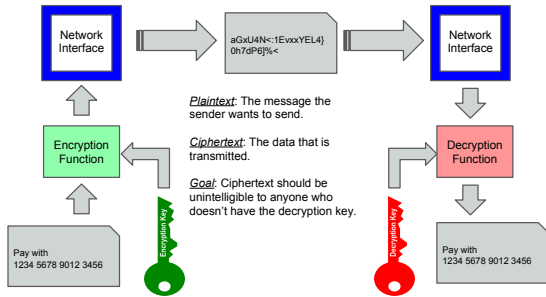 Network
Interface
aGxU4N<:1EvxxYEL4}
0h7dP6]%<
Network
Interface
Plaintext: The message the
sender wants to send.
Encryption
Function
Ciphertext: The data that is
transmitted.
Decryption
Function
Goal: Ciphertext should be
unintelligible to anyone who
doesn't have the decryption key.
Encryption Key
Decryption Key
Pay with
1234 5678 9012 3456
Pay with
1234 5678 9012 3456